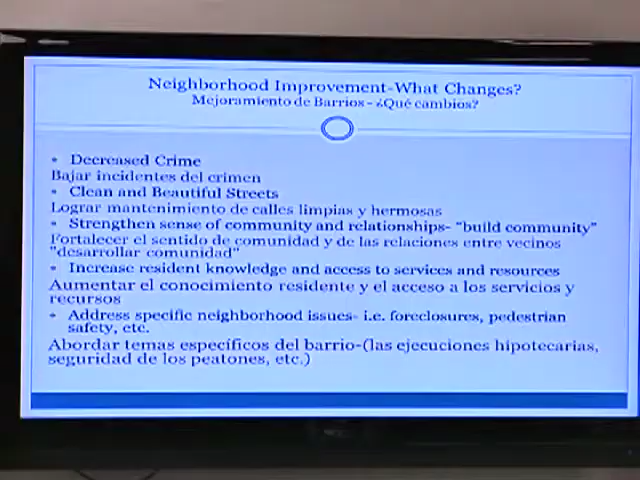 Neighborhood Improvement-What Changes?
Mejoramiento de Barrios - ¿Qué cambios?
• Decreased Crime
Bajar incidentes del crimen
• Clean and Beautiful Streets
Lograr mantenimiento de calles limpias y hermosas
• Strengthen sense of community and relationships- "build community"
Fortalecer el sentido de comunidad y de las relaciones entre vecinos
"desarrollar comunidad"
• Increase resident knowledge and access to services and resources
Aumentar el conocimiento residente y el acceso a los servicios y
recursos
• Address specific neighborhood issues- i.e. foreclosures, pedestrian
safety, etc.
Abordar temas específicos del barrio-(las ejecuciones hipotecarias,
seguridad de los peatones, etc.)